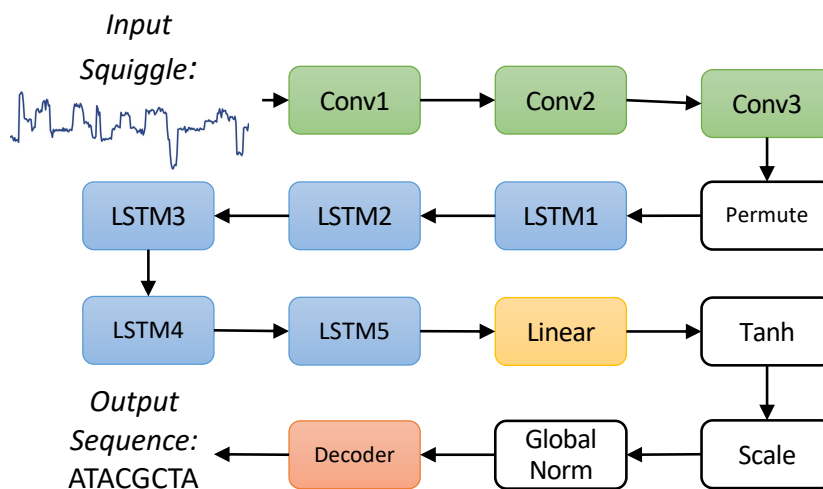 Input
Squiggle:
Conv1
Conv2
Conv3
Permute
LSTM1
LSTM2
LSTM3
LSTM4
LSTM5
Linear
Tanh
Scale
Global
Norm
Decoder
Output
Sequence:
ATACGCTA